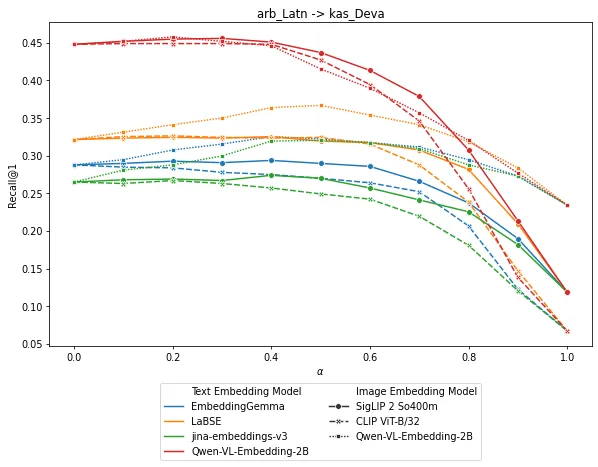 arb_Latn -> kas_Deva
Recall@1
0.45
0.40
0.35
0.30
0.25
0.20
0.15
0.10
0.05
0.0 0.2 0.4 0.6 0.8 1.0
α
Text Embedding Model Image Embedding Model
EmbeddingGemma SigLIP 2 So400m
LaBSE CLIP ViT-B/32
jina-embeddings-v3 Qwen-VL-Embedding-2B
Qwen-VL-Embedding-2B